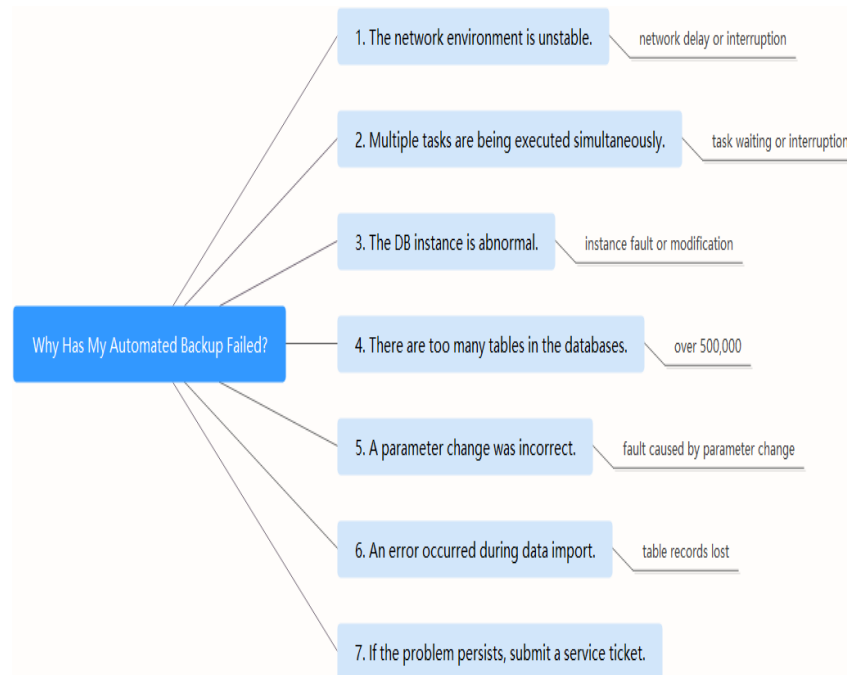 1. The network environment is unstable.
network delay or interruption
2. Multiple tasks are being executed simultaneously.
task waiting or interruption
3. The DB instance is abnormal.
instance fault or modification
Why Has My Automated Backup Failed?
4. There are too many tables in the databases.
over 500,000
5. A parameter change was incorrect.
fault caused by parameter change
6. An error occurred during data import.
table records lost
7. If the problem persists, submit a service ticket.